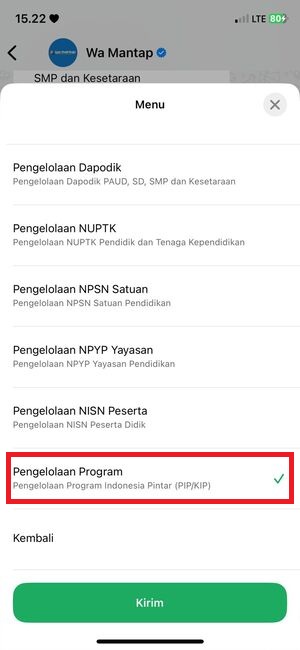 15.22
LTE 80
Wa Mantap
SMP dan Kesetaraan
Menu
Pengelolaan Dapodik
Pengelolaan Dapodik PAUD, SD, SMP dan Kesetaraan
Pengelolaan NUPTK
Pengelolaan NUPTK Pendidik dan Tenaga Kependidikan
Pengelolaan NPSN Satuan
Pengelolaan NPSN Satuan Pendidikan
Pengelolaan NPYP Yayasan
Pengelolaan NPYP Yayasan Pendidikan
Pengelolaan NISN Peserta
Pengelolaan NISN Peserta Didik
Pengelolaan Program
Pengelolaan Program Indonesia Pintar (PIP/KIP)
Kembali
Kirim